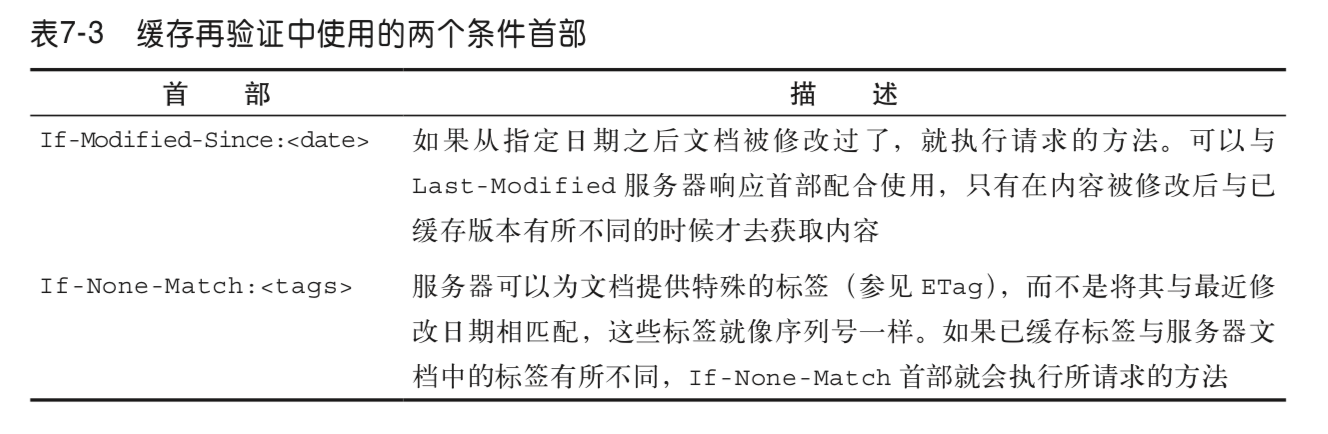 表7-3 缓存再验证中使用的两个条件首部
首 部 描 述
If-Modified-Since:<date> 如果从指定日期之后文档被修改过了，就执行请求的方法。可以与
Last-Modified 服务器响应首部配合使用，只有在内容被修改后与已
缓存版本有所不同的时候才去获取内容
If-None-Match:<tags> 服务器可以为文档提供特殊的标签（参见 ETag），而不是将其与最近修
改日期相匹配，这些标签就像序列号一样。如果已缓存标签与服务器文
档中的标签有所不同，If-None-Match 首部就会执行所请求的方法